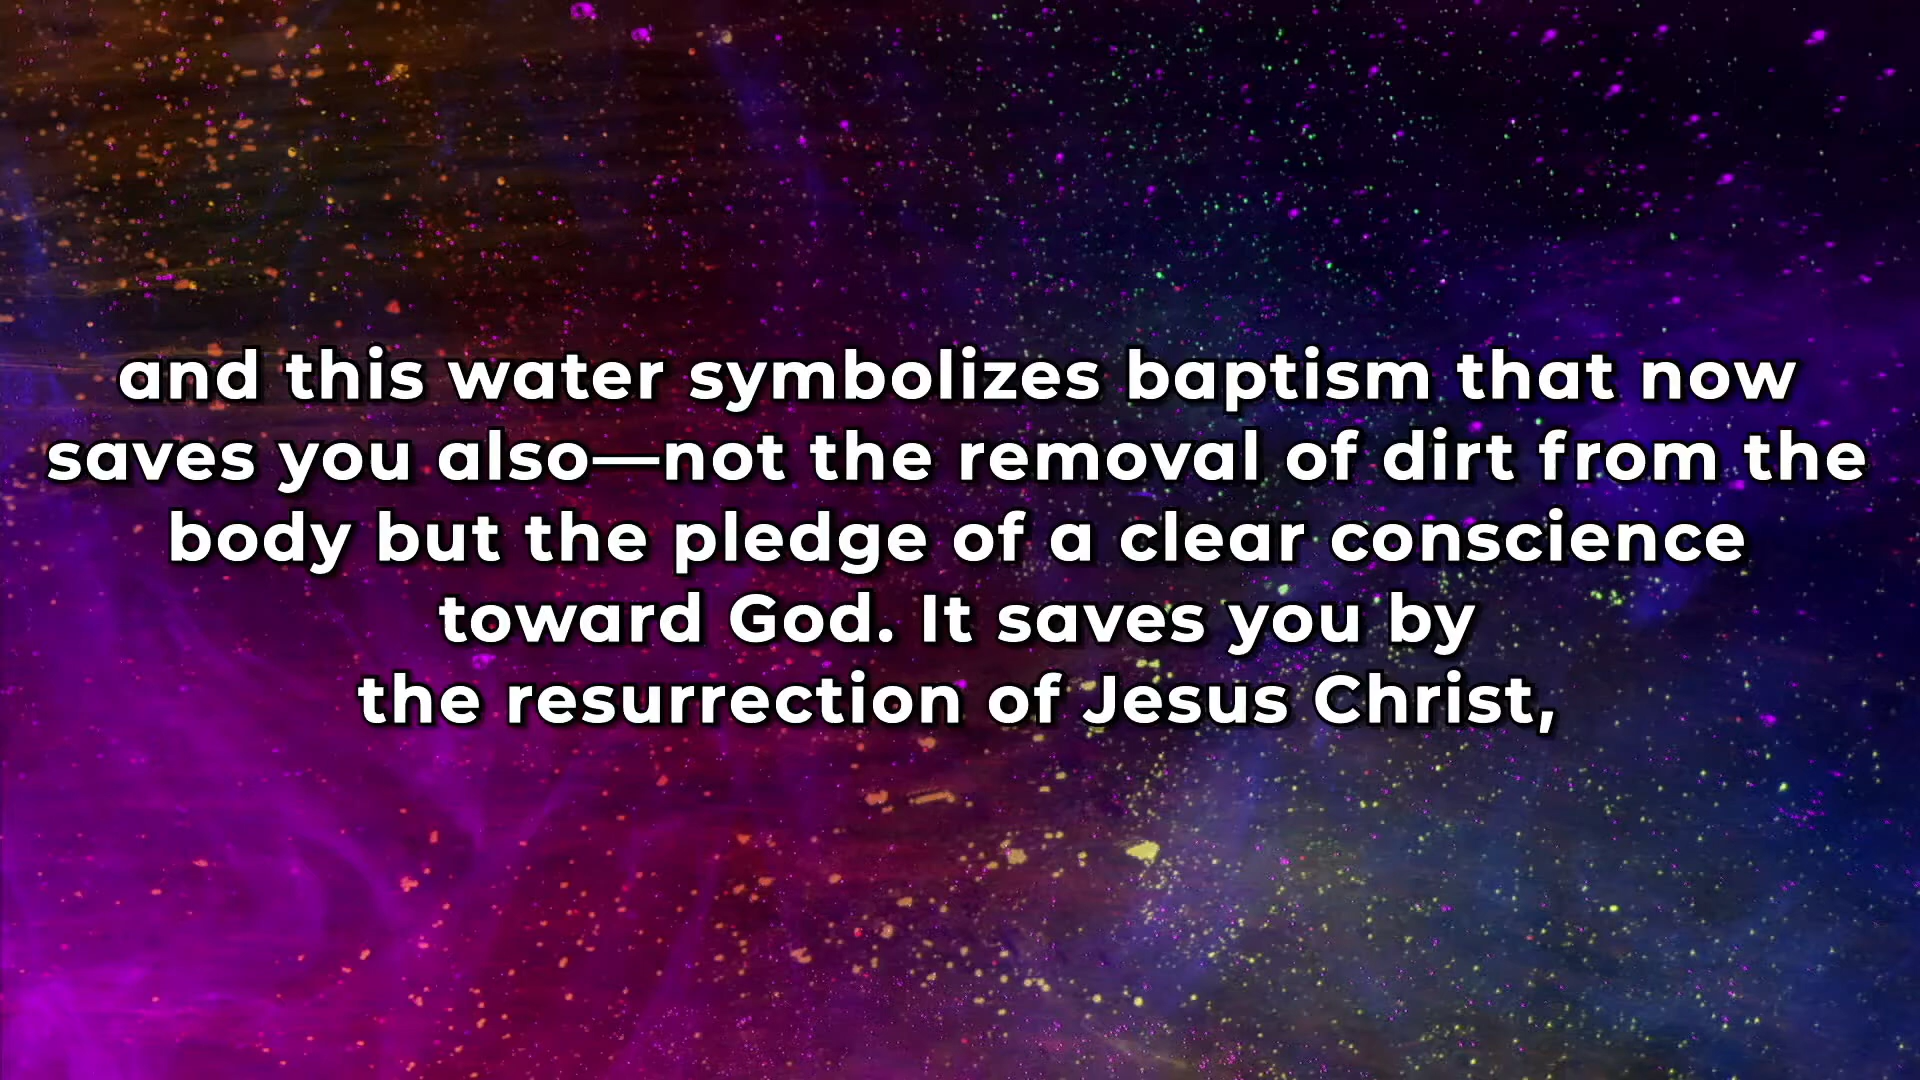 and this water symbolizes baptism that now
saves you also—not the removal of dirt from the
body but the pledge of a clear conscience
toward God. It saves you by
the resurrection of Jesus Christ,